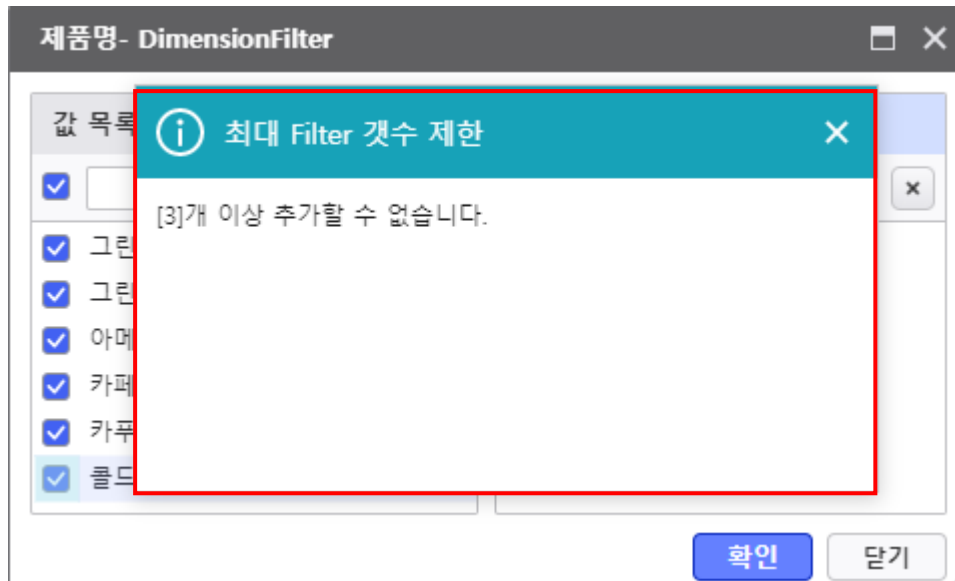 제품명- DimensionFilter
값 목록
최대 Filter 갯수 제한
[3]개 이상 추가할 수 없습니다.
그린
그린
아메
카페
카푸
콜드
확인
닫기